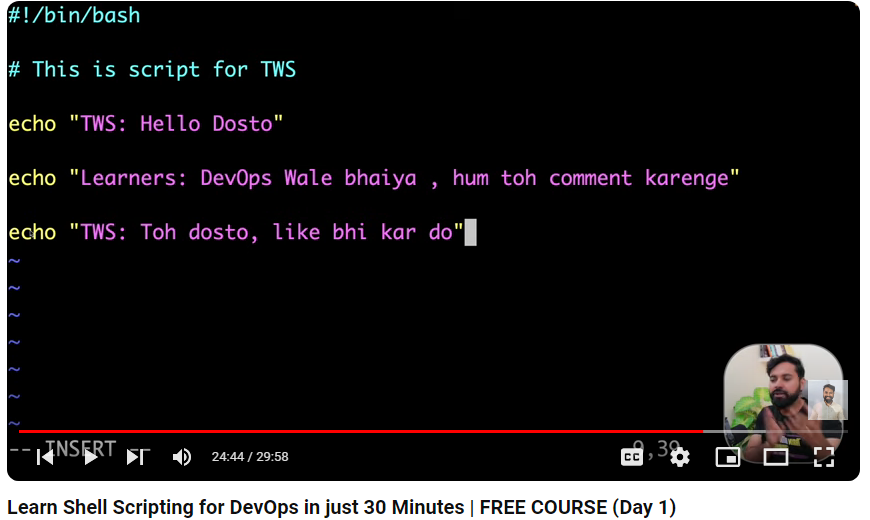 #!/bin/bash
# This is script for TWS
echo "TWS: Hello Dosto"
echo "Learners: DevOps Wale bhaiya , hum toh comment karenge"
echo "TWS: Toh dosto, like bhi kar do"
~
~
~
~
~
~
~
-- INSERT --
9,39
24:44 / 29:58
CC
Learn Shell Scripting for DevOps in just 30 Minutes | FREE COURSE (Day 1)